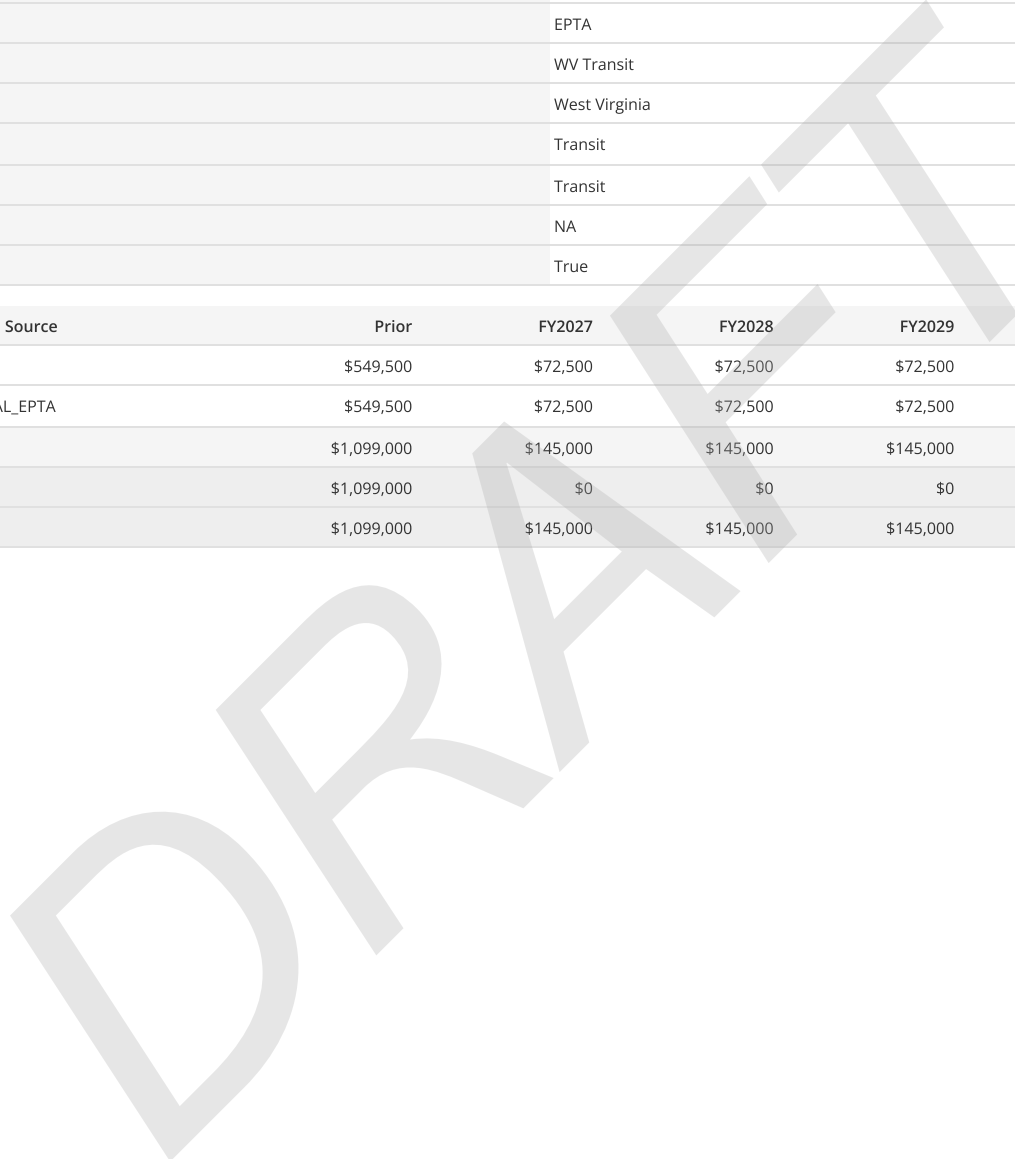 EPTA
WV Transit
West Virginia
Transit
Transit
NA
True
Source Prior FY2027 FY2028 FY2029
$549,500 $72,500 $72,500 $72,500
AL_EPTA $549,500 $72,500 $72,500 $72,500
$1,099,000 $145,000 $145,000 $145,000
$1,099,000 $0 $0 $0
$1,099,000 $145,000 $145,000 $145,000
DRAFT